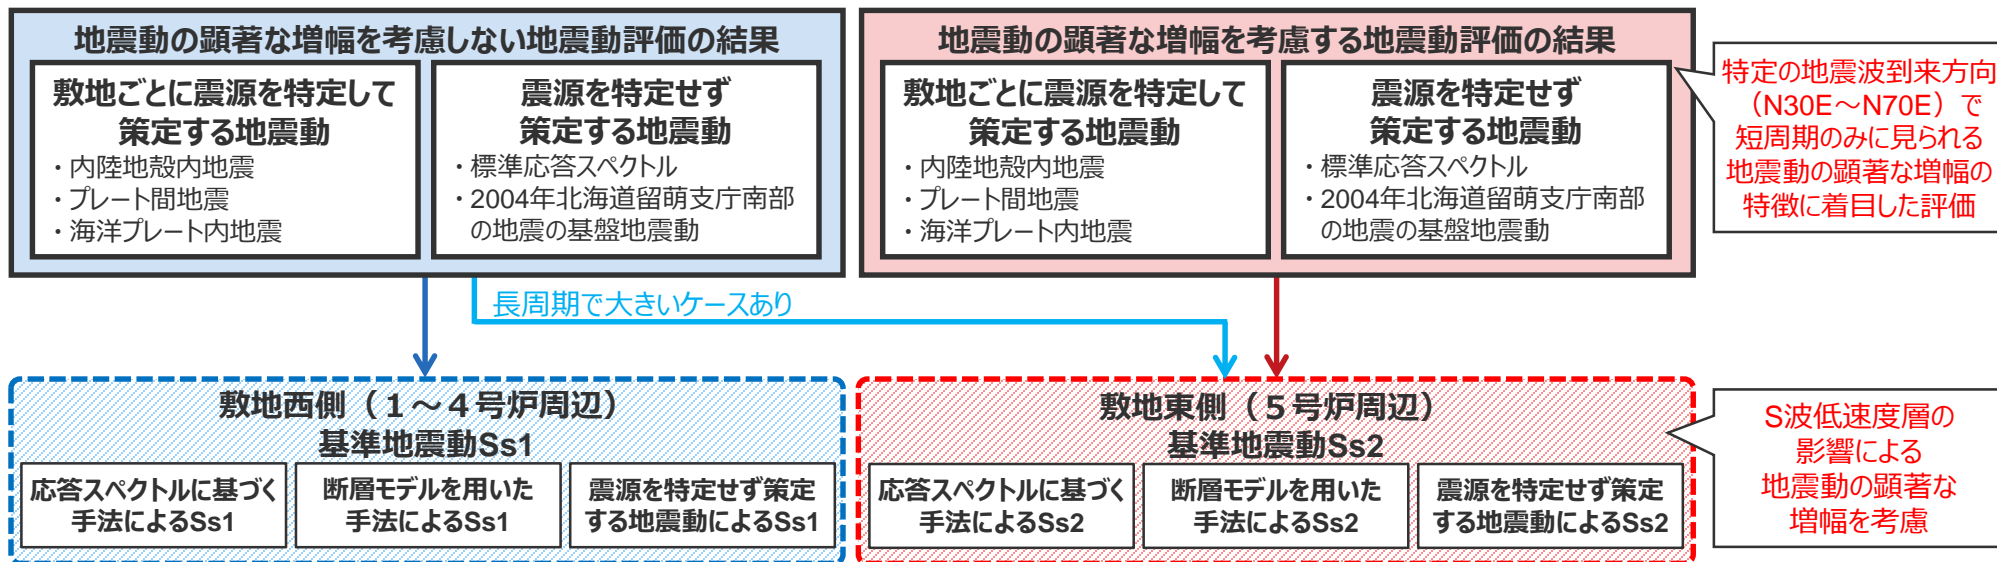 地震動の顕著な増幅を考慮しない地震動評価の結果
敷地ごとに震源を特定して
策定する地震動
・内陸地殻内地震
・プレート間地震
・海洋プレート内地震
震源を特定せず
策定する地震動
・標準応答スペクトル
・2004年北海道留萌支庁南部
の地震の基盤地震動
地震動の顕著な増幅を考慮する地震動評価の結果
敷地ごとに震源を特定して
策定する地震動
・内陸地殻内地震
・プレート間地震
・海洋プレート内地震
震源を特定せず
策定する地震動
・標準応答スペクトル
・2004年北海道留萌支庁南部
の地震の基盤地震動
特定の地震波到来方向
（N30E～N70E）で
短周期のみに見られる
地震動の顕著な増幅の
特徴に着目した評価
長周期で大きいケースあり
敷地西側（１～４号炉周辺）
基準地震動Ss1
応答スペクトルに基づく
手法によるSs1
断層モデルを用いた
手法によるSs1
震源を特定せず策定
する地震動によるSs1
敷地東側（５号炉周辺）
基準地震動Ss2
応答スペクトルに基づく
手法によるSs2
断層モデルを用いた
手法によるSs2
震源を特定せず策定
する地震動によるSs2
S波低速度層の
影響による
地震動の顕著な
増幅を考慮